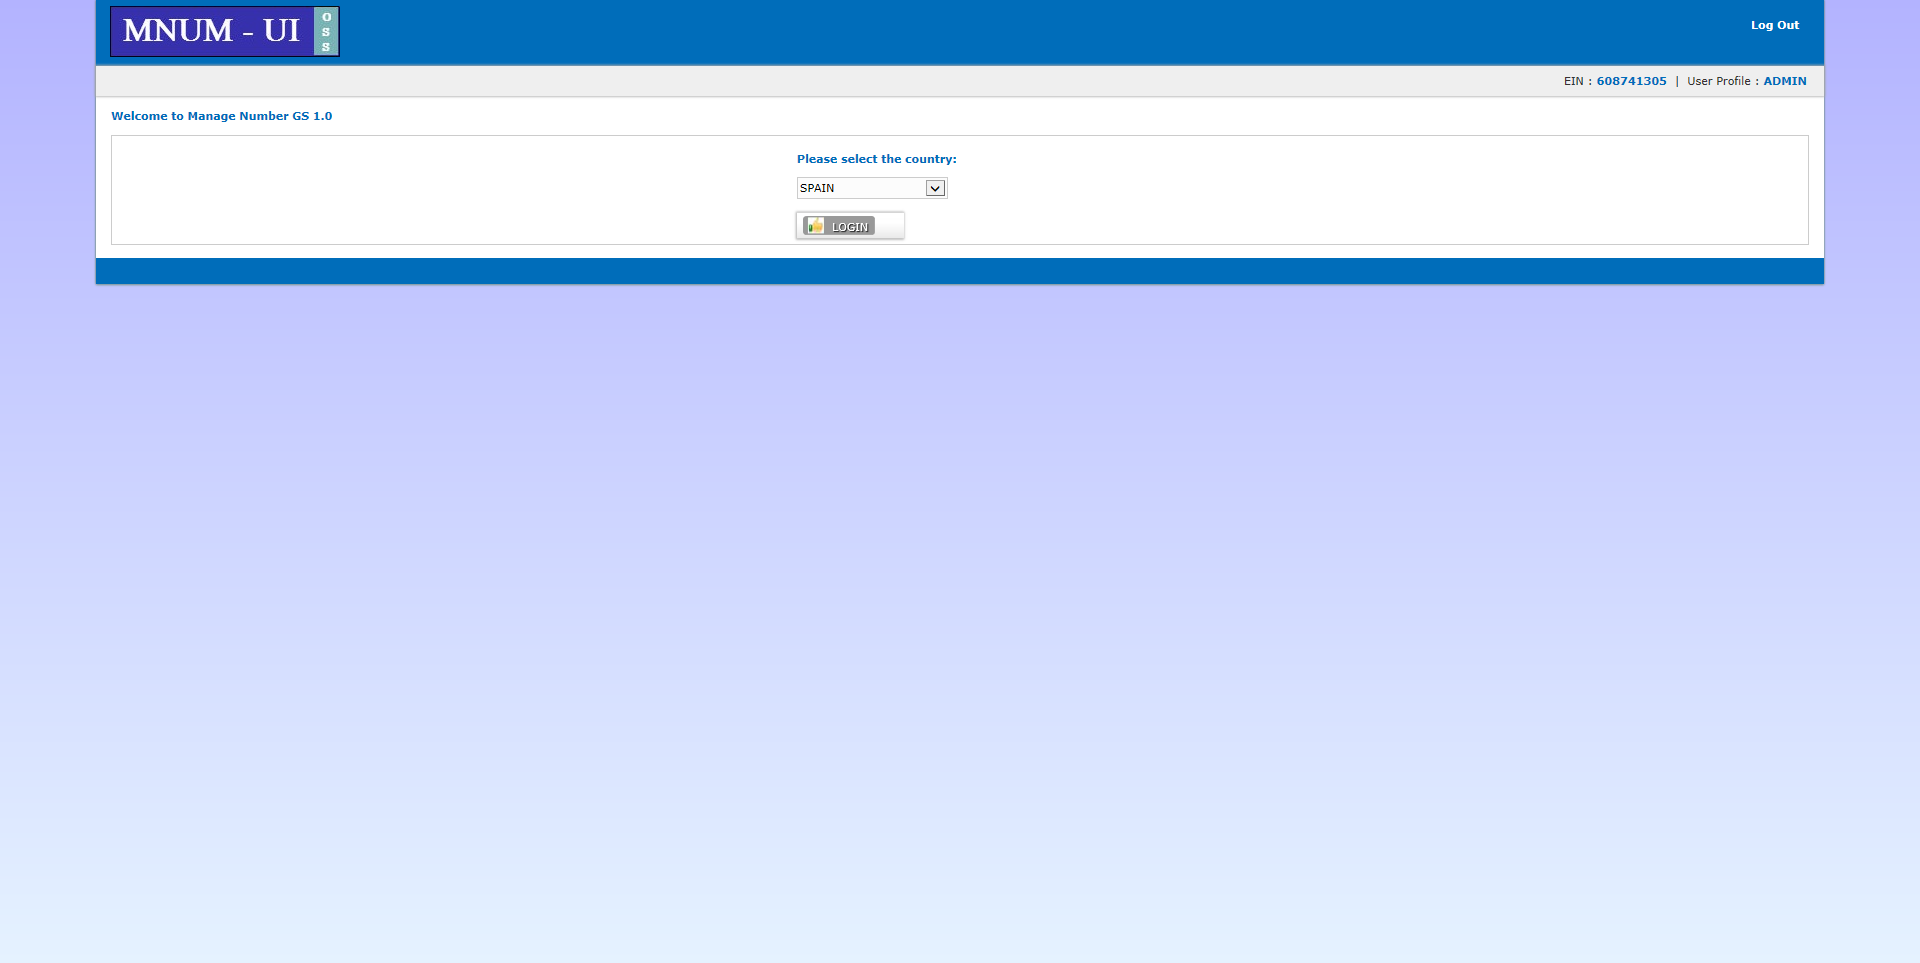 MNUM - UI
O
S
S
Log Out
EIN : 608741305 | User Profile : ADMIN
Welcome to Manage Number GS 1.0
Please select the country:
SPAIN
LOGIN